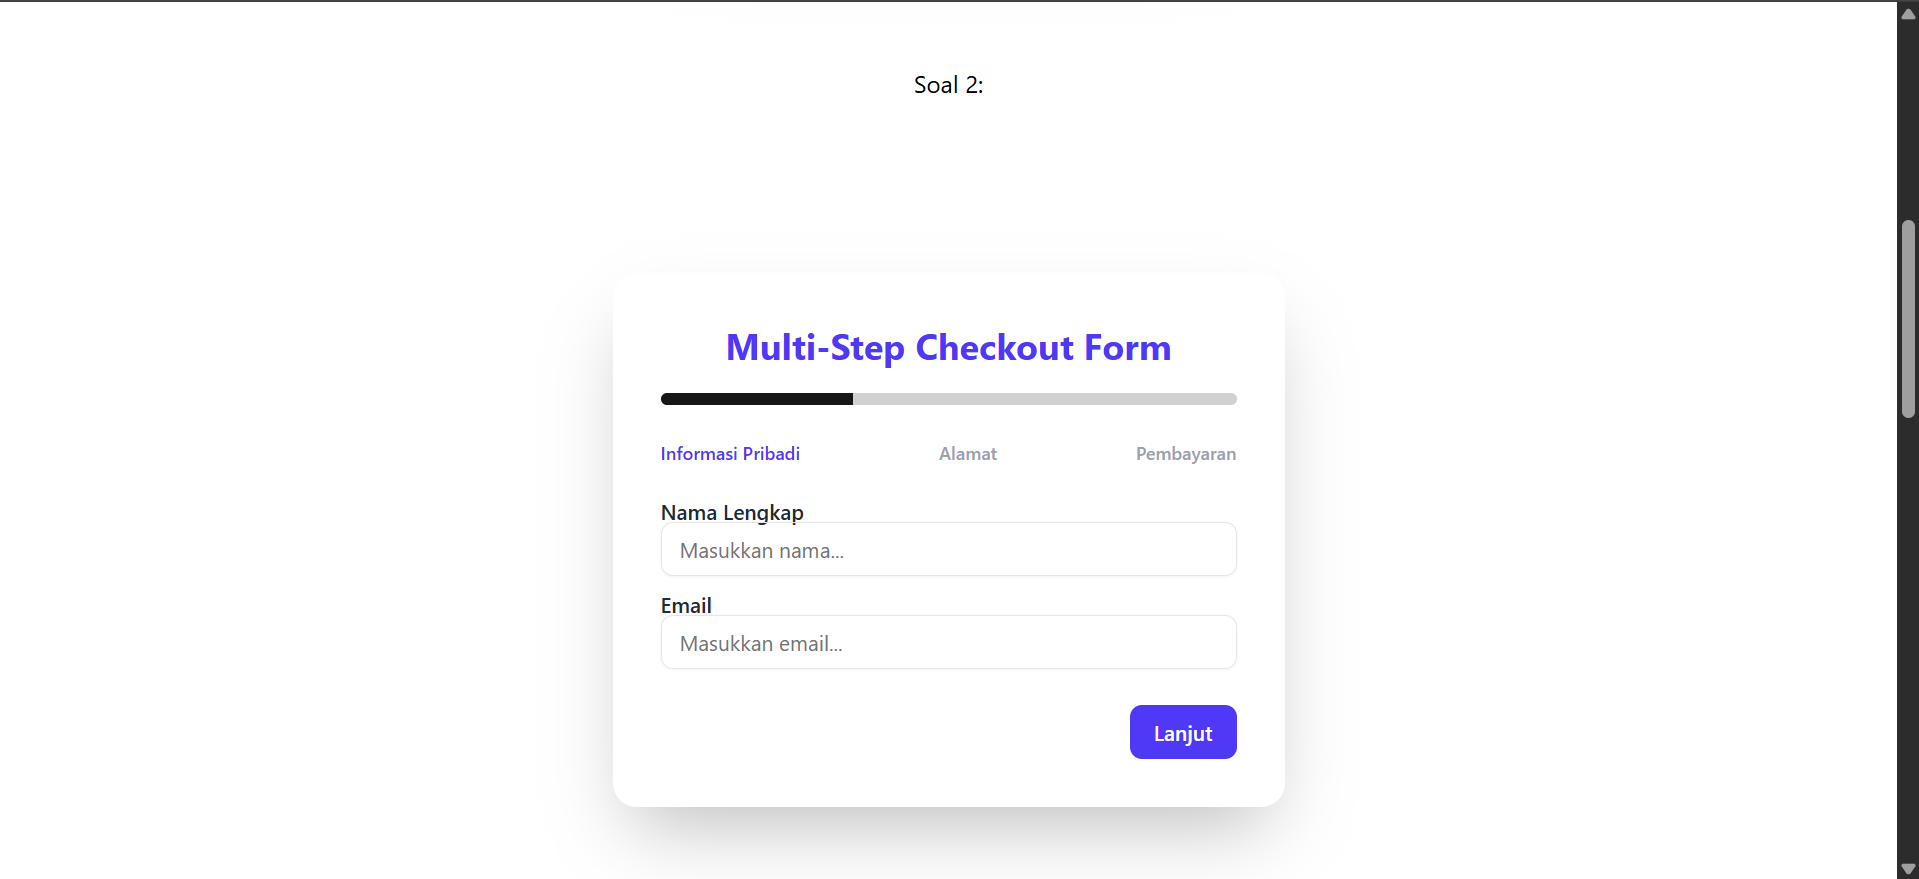 Soal 2:
Multi-Step Checkout Form
Informasi Pribadi Alamat Pembayaran
Nama Lengkap
Masukkan nama...
Email
Masukkan email...
Lanjut